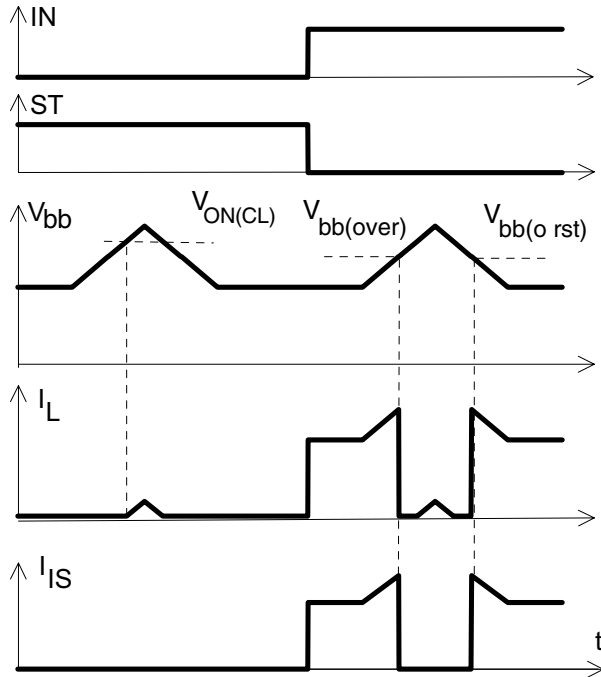 IN
ST
Vbb
VON(CL)
Vbb(over)
Vbb(o rst)
IL
IIS
t